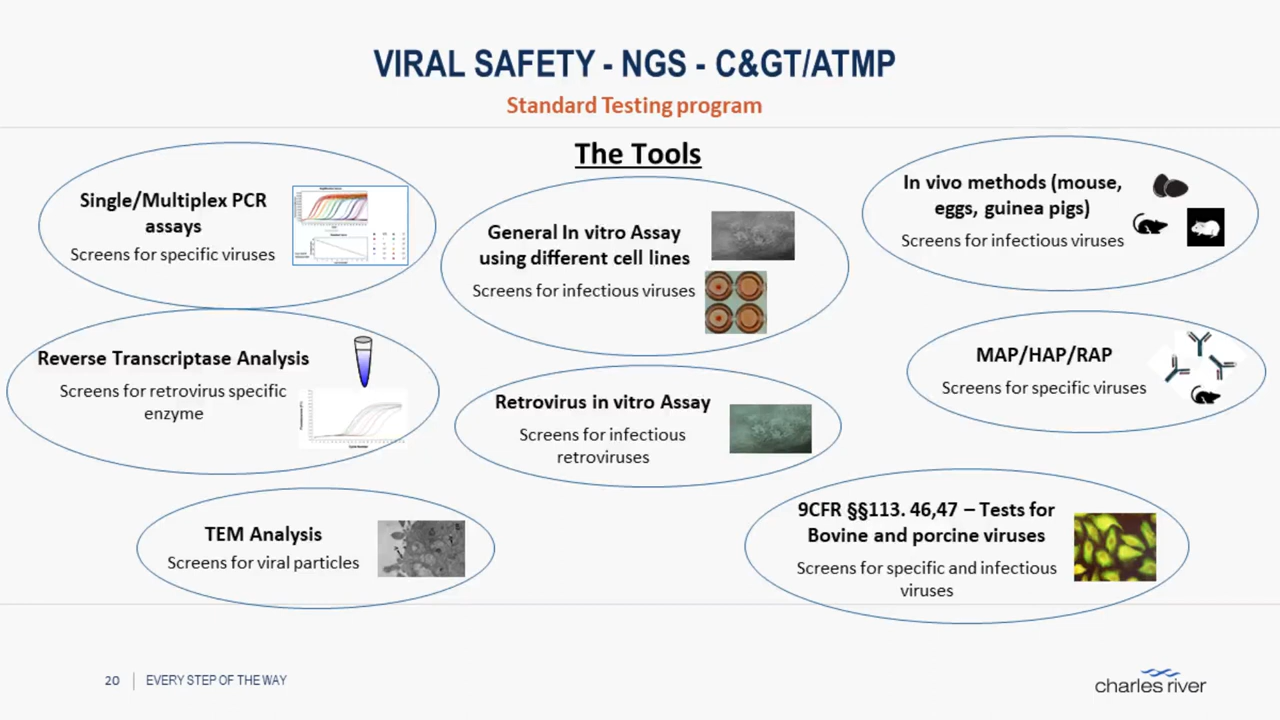 VIRAL SAFETY - NGS - C&GT/ATMP
Standard Testing program
The Tools
Single/Multiplex PCR
assays
Screens for specific viruses
General In vitro Assay
using different cell lines
Screens for infectious viruses
In vivo methods (mouse,
eggs, guinea pigs)
Screens for infectious viruses
Reverse Transcriptase Analysis
Screens for retrovirus specific
enzyme
Retrovirus in vitro Assay
Screens for infectious
retroviruses
MAP/HAP/RAP
Screens for specific viruses
TEM Analysis
Screens for viral particles
9CFR §§113. 46,47 – Tests for
Bovine and porcine viruses
Screens for specific and infectious
viruses
20
EVERY STEP OF THE WAY
charles river